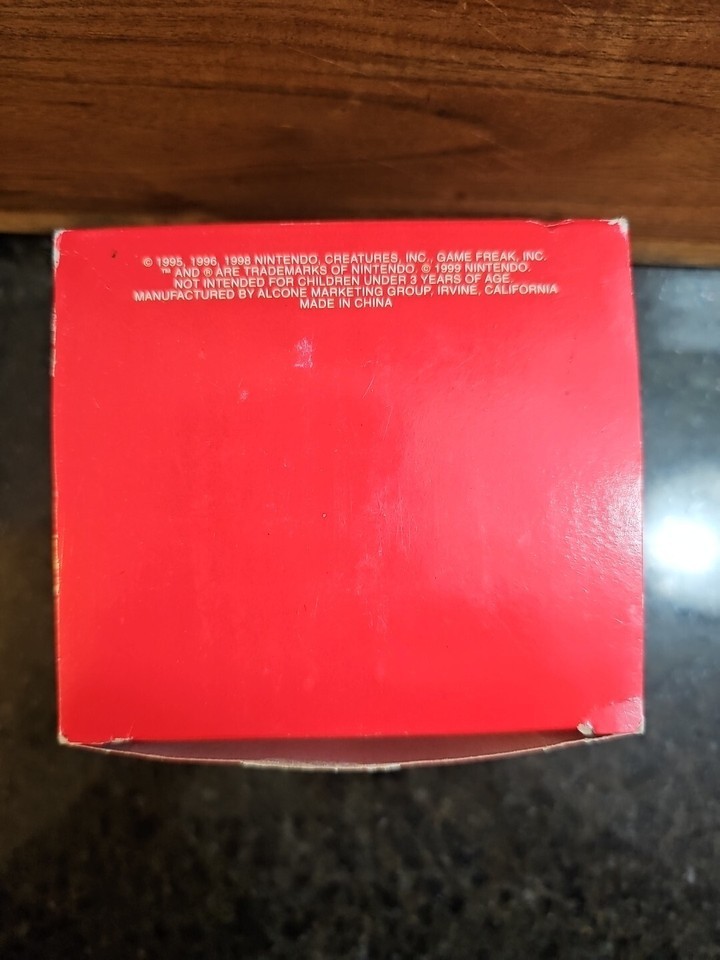 © 1995, 1996, 1998 NINTENDO, CREATURES, INC., GAME FREAK, INC.
™ AND ® ARE TRADEMARKS OF NINTENDO. © 1999 NINTENDO.
NOT INTENDED FOR CHILDREN UNDER 3 YEARS OF AGE.
MANUFACTURED BY ALCONE MARKETING GROUP, IRVINE, CALIFORNIA
MADE IN CHINA